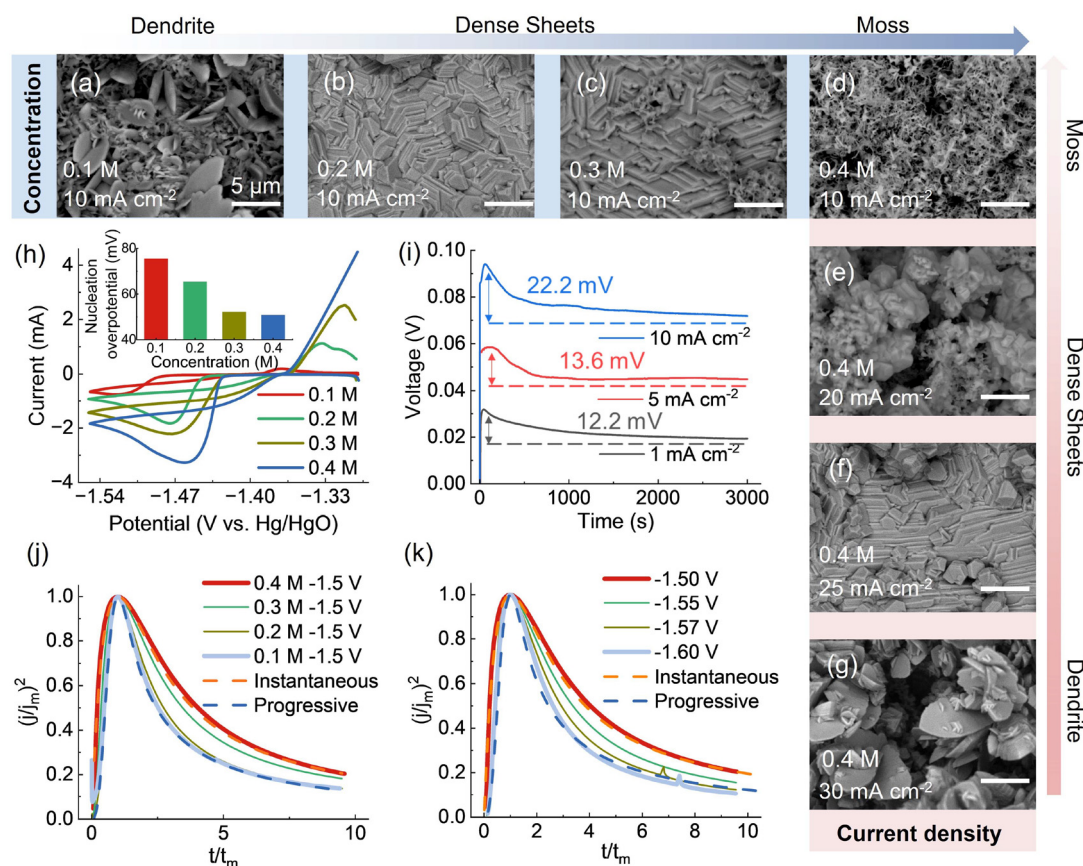 Dendrite
Dense Sheets
Moss
Concentration
(a)
0.1 M
10 mA cm⁻²
5 μm
(b)
0.2 M
10 mA cm⁻²
(c)
0.3 M
10 mA cm⁻²
(d)
0.4 M
10 mA cm⁻²
Moss
Dense Sheets
Dendrite
(e)
0.4 M
20 mA cm⁻²
(f)
0.4 M
25 mA cm⁻²
(g)
0.4 M
30 mA cm⁻²
Current density
(h)
Current (mA)
4
2
0
−2
−4
−1.54
−1.47
−1.40
−1.33
Potential (V vs. Hg/HgO)
Nucleation
overpotential (mV)
80
60
40
0.1 0.2 0.3 0.4
Concentration (M)
0.1 M
0.2 M
0.3 M
0.4 M
(i)
Voltage (V)
0.10
0.08
0.06
0.04
0.02
0.00
0
1000
2000
3000
Time (s)
22.2 mV
10 mA cm⁻²
13.6 mV
5 mA cm⁻²
12.2 mV
1 mA cm⁻²
(j)
(j/jₘ)²
1.0
0.8
0.6
0.4
0.2
0.0
0
5
10
t/tₘ
0.4 M -1.5 V
0.3 M -1.5 V
0.2 M -1.5 V
0.1 M -1.5 V
Instantaneous
Progressive
(k)
(j/jₘ)²
1.0
0.8
0.6
0.4
0.2
0.0
0 2 4 6 8 10
t/tₘ
-1.50 V
-1.55 V
-1.57 V
-1.60 V
Instantaneous
Progressive